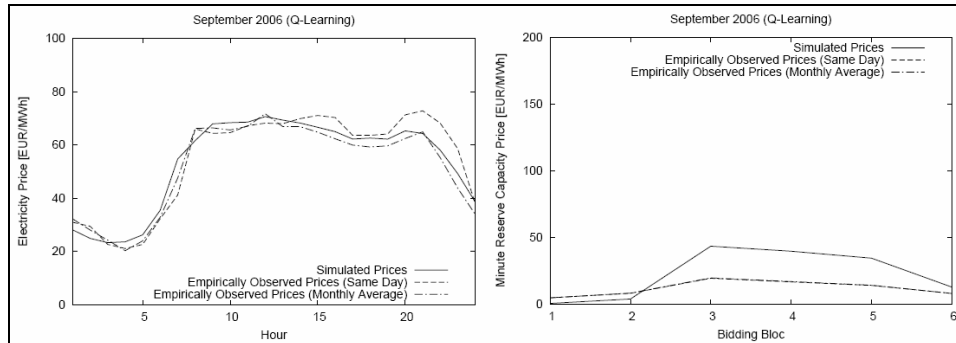 September 2006 (Q-Learning)
100
80
60
40
20
0
Electricity Price [EUR/MWh]
Simulated Prices
Empirically Observed Prices (Same Day)
Empirically Observed Prices (Monthly Average)
5
10
15
20
Hour
September 2006 (Q-Learning)
200
150
100
50
0
Minute Reserve Capacity Price [EUR/MWh]
Simulated Prices
Empirically Observed Prices (Same Day)
Empirically Observed Prices (Monthly Average)
1
2
3
4
5
6
Bidding Bloc